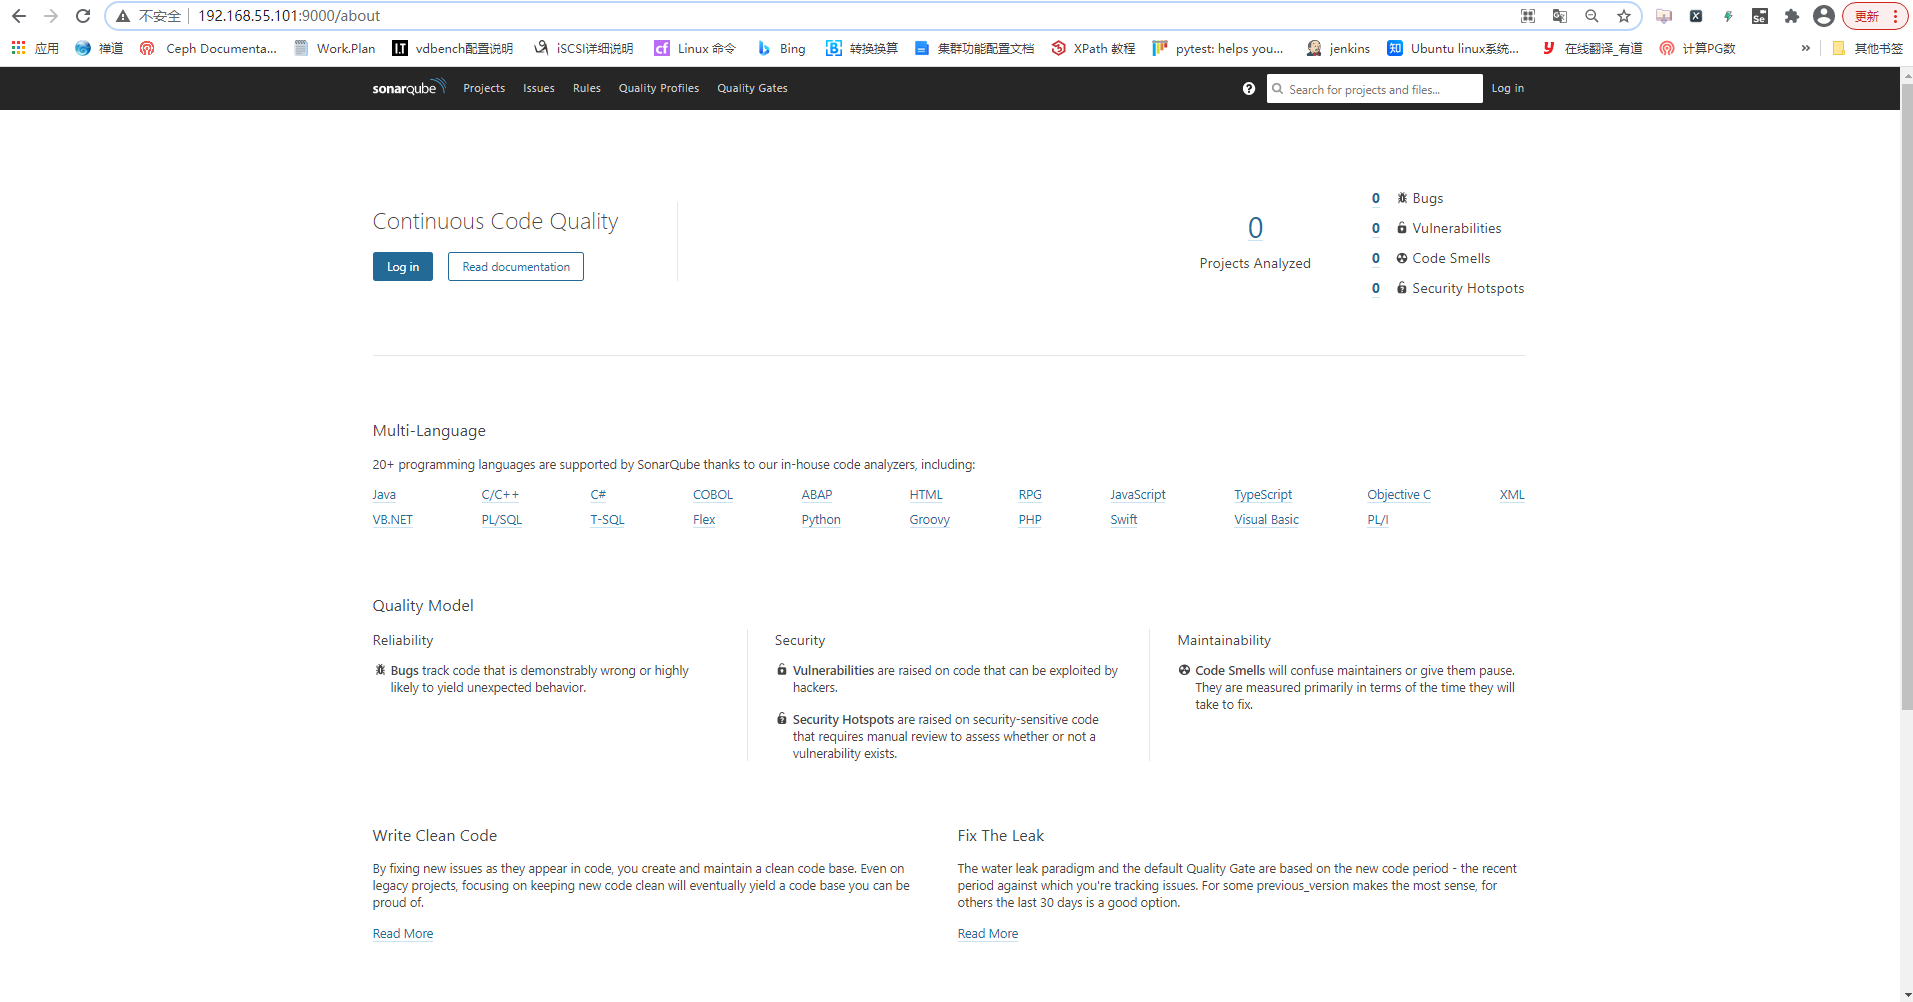 不安全 192.168.55.101:9000/about
更新
应用 禅道 Ceph Documenta... Work.Plan I.T vdbench配置说明 iSCSI详细说明 cf Linux 命令 Bing 转换换算 集群功能配置文档 XPath 教程 pytest: helps you... jenkins 知 Ubuntu linux系统... y 在线翻译_有道 计算PG数 » 其他书签
sonarqube Projects Issues Rules Quality Profiles Quality Gates ? Search for projects and files... Log in
Continuous Code Quality
Log in Read documentation
0
Projects Analyzed
0 Bugs
0 Vulnerabilities
0 Code Smells
0 Security Hotspots
Multi-Language
20+ programming languages are supported by SonarQube thanks to our in-house code analyzers, including:
Java C/C++ C# COBOL ABAP HTML RPG JavaScript TypeScript Objective C XML
VB.NET PL/SQL T-SQL Flex Python Groovy PHP Swift Visual Basic PL/I
Quality Model
Reliability
Bugs track code that is demonstrably wrong or highly
likely to yield unexpected behavior.
Security
Vulnerabilities are raised on code that can be exploited by
hackers.
Security Hotspots are raised on security-sensitive code
that requires manual review to assess whether or not a
vulnerability exists.
Maintainability
Code Smells will confuse maintainers or give them pause.
They are measured primarily in terms of the time they will
take to fix.
Write Clean Code
By fixing new issues as they appear in code, you create and maintain a clean code base. Even on
legacy projects, focusing on keeping new code clean will eventually yield a code base you can be
proud of.
Read More
Fix The Leak
The water leak paradigm and the default Quality Gate are based on the new code period - the recent
period against which you're tracking issues. For some previous_version makes the most sense, for
others the last 30 days is a good option.
Read More